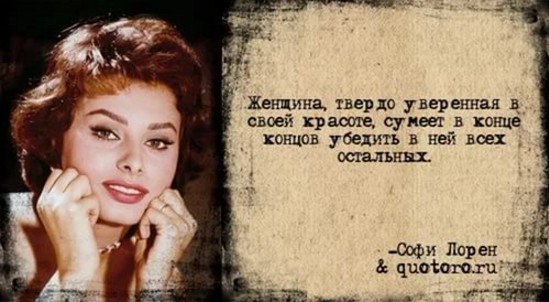 Женщина, твердо уверенная в
своей красоте, сумеет в конце
концов убедить в ней всех
остальных.
-Софи Лорен
& quotoro.ru